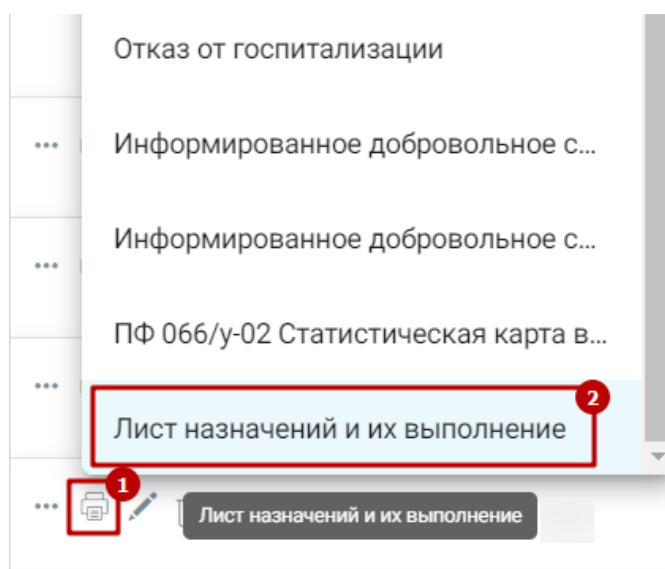 Отказ от госпитализации
Информированное добровольное с...
Информированное добровольное с...
ПФ 066/у-02 Статистическая карта в...
2
Лист назначений и их выполнение
1
Лист назначений и их выполнение